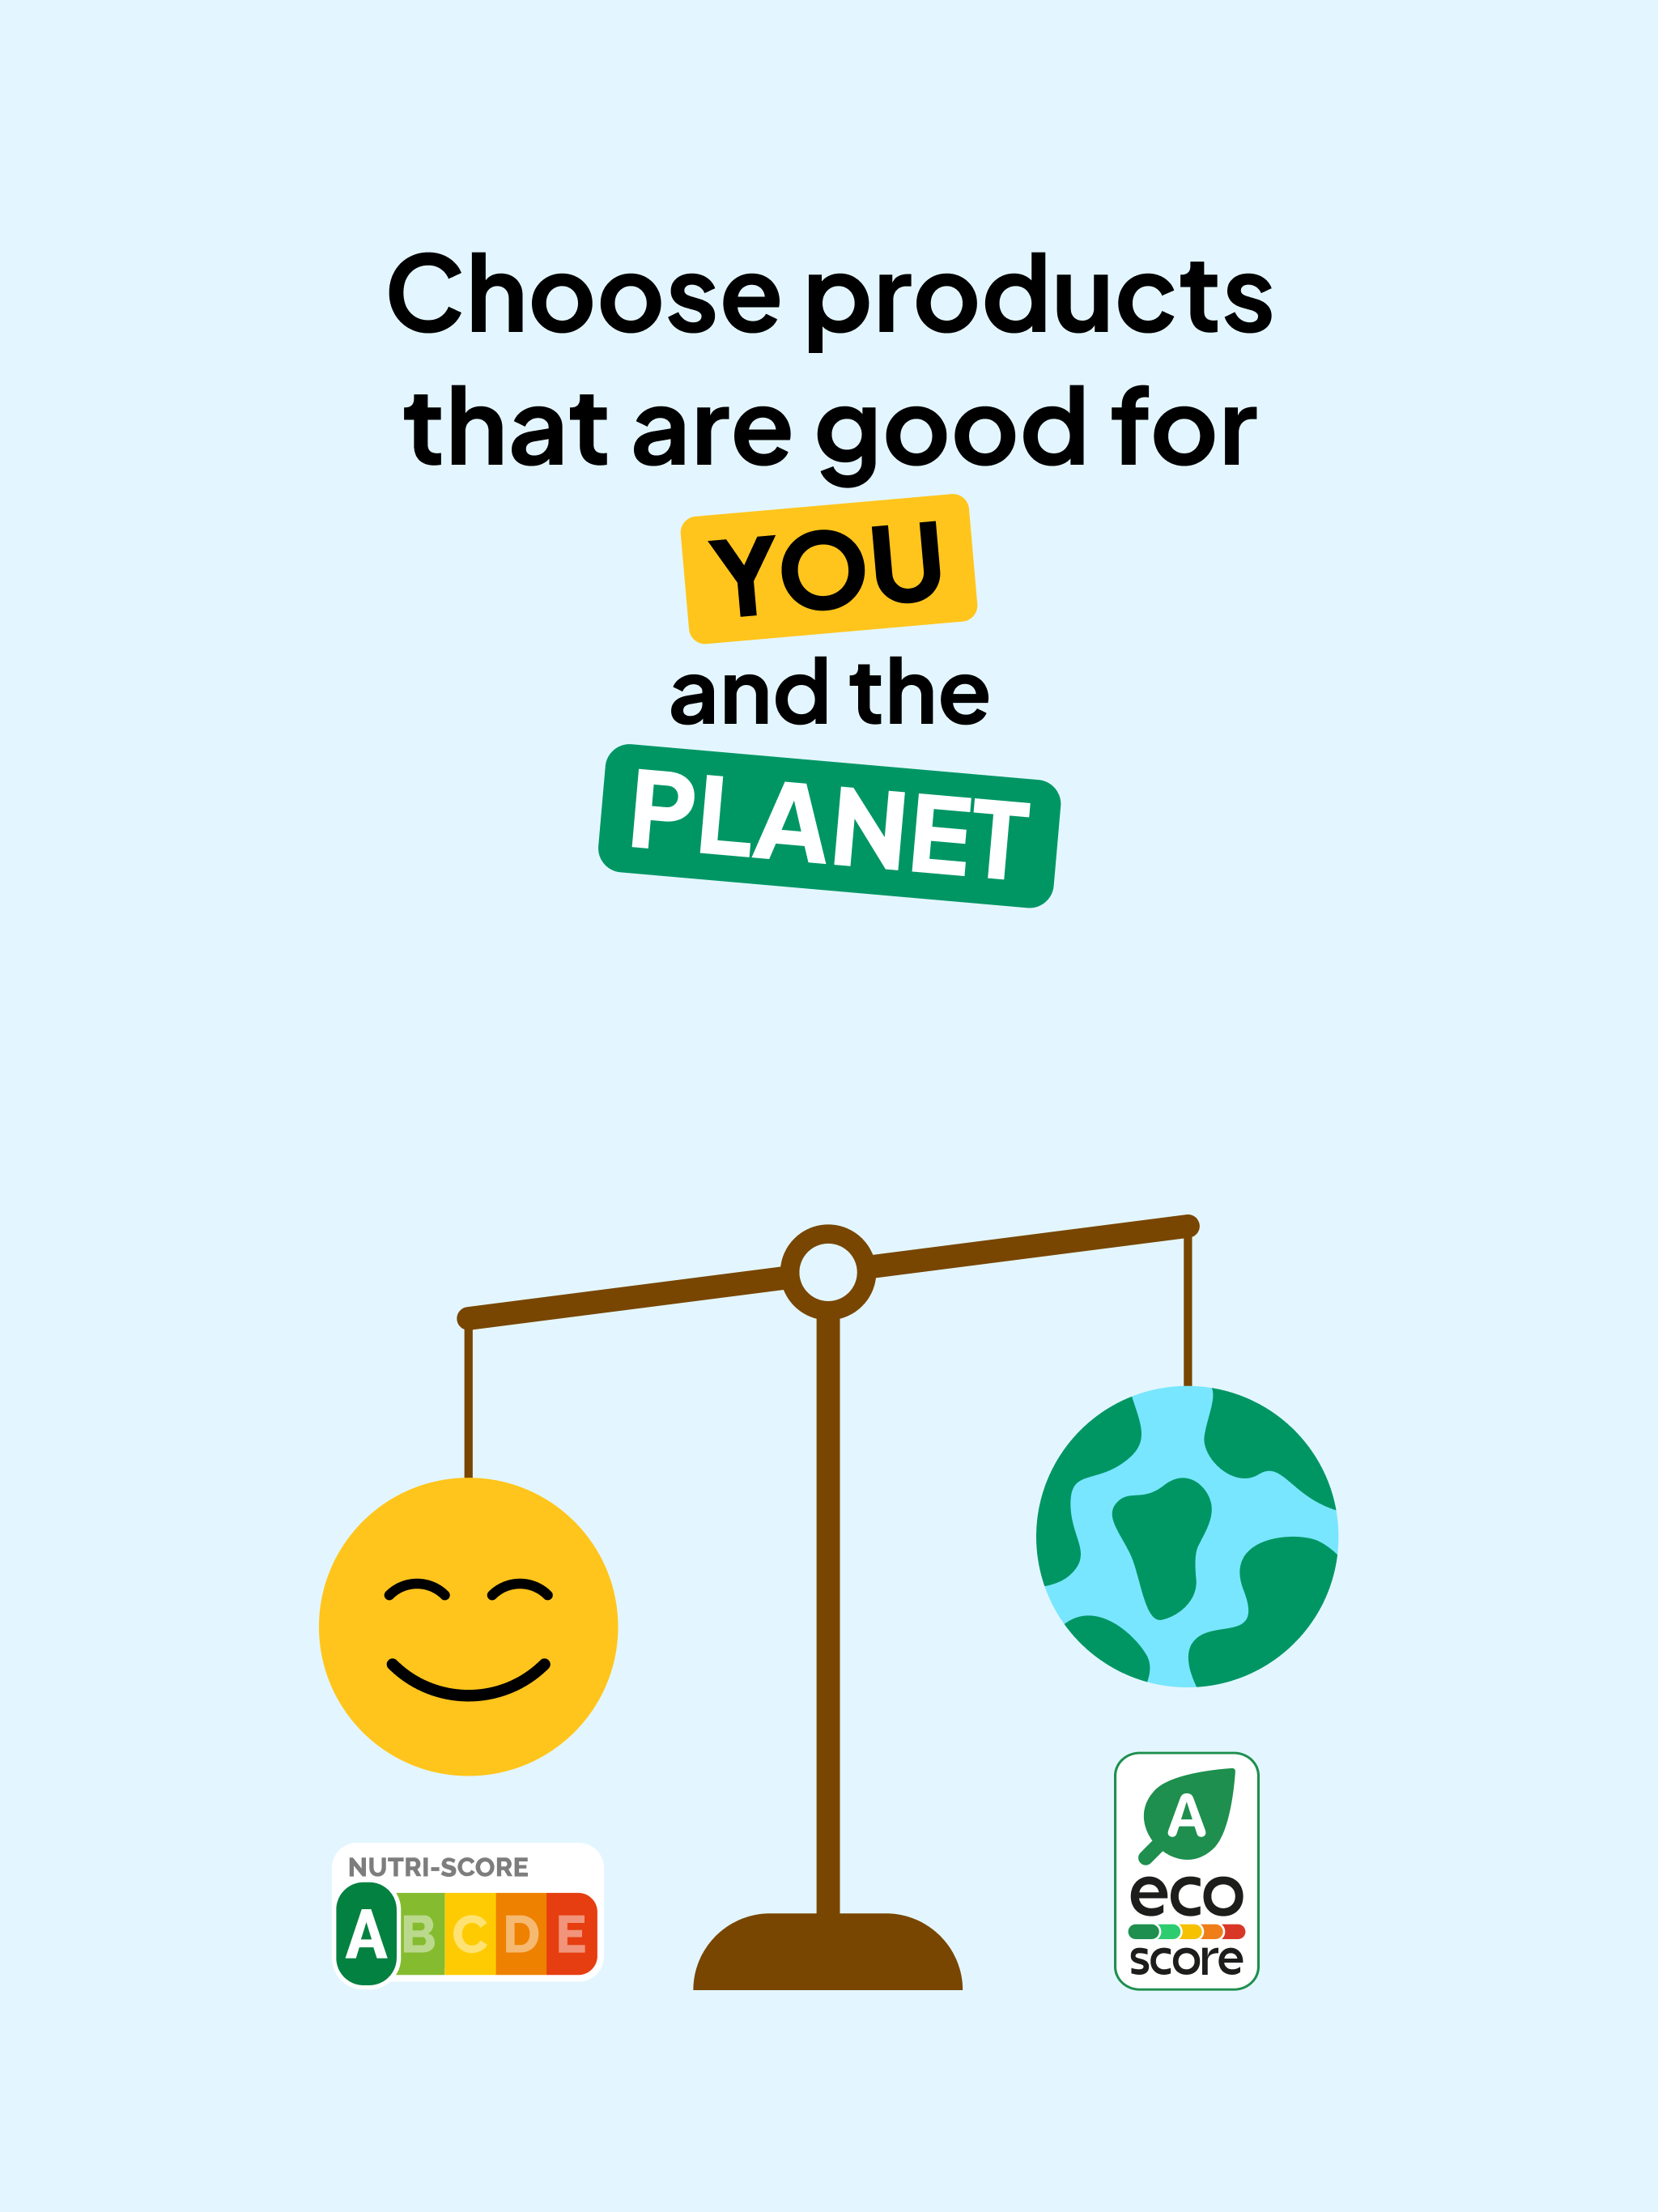 Choose products
that are good for
YOU
and the
PLANET
NUTRI-SCORE
A B C D E
A
eco
score